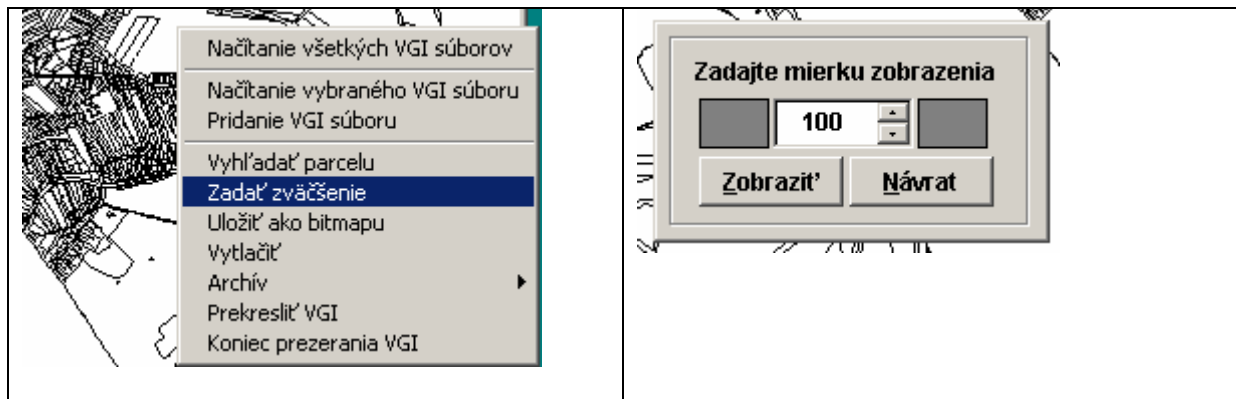 Načítanie všetkých VGI súborov
Načítanie vybraného VGI súboru
Pridanie VGI súboru
Vyhľadať parcelu
Zadať zväčšenie
Uložiť ako bitmapu
Vytlačiť
Archív
Prekresliť VGI
Koniec prezerania VGI
Zadajte mierku zobrazenia
100
Zobraziť
Návrat